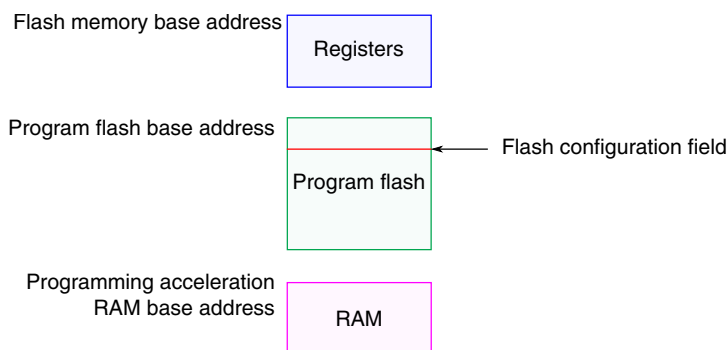 Flash memory base address
Registers
Program flash base address
Flash configuration field
Program flash
Programming acceleration
RAM base address
RAM